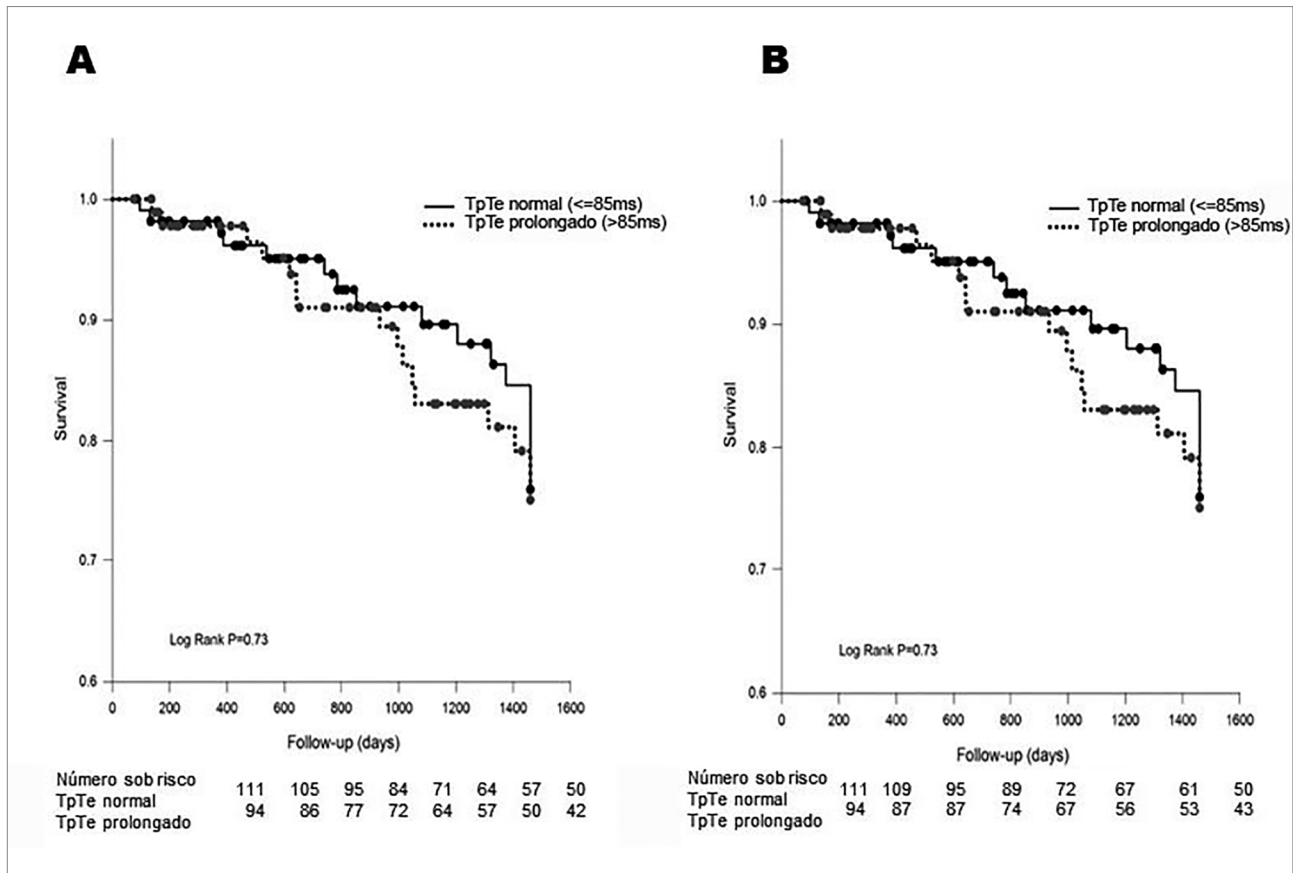 A
1.0
0.9
0.8
0.7
0.6
Survival
TpTe normal (<=85ms)
TpTe prolongado (>85ms)
Log Rank P=0.73
0 200 400 600 800 1000 1200 1400 1600
Follow-up (days)
Número sob risco
TpTe normal 111 105 95 84 71 64 57 50
TpTe prolongado 94 86 77 72 64 57 50 42
B
1.0
0.9
0.8
0.7
0.6
Survival
TpTe normal (<=85ms)
TpTe prolongado (>85ms)
Log Rank P=0.73
0 200 400 600 800 1000 1200 1400 1600
Follow-up (days)
Número sob risco
TpTe normal 111 109 95 89 72 67 61 50
TpTe prolongado 94 87 87 74 67 56 53 43